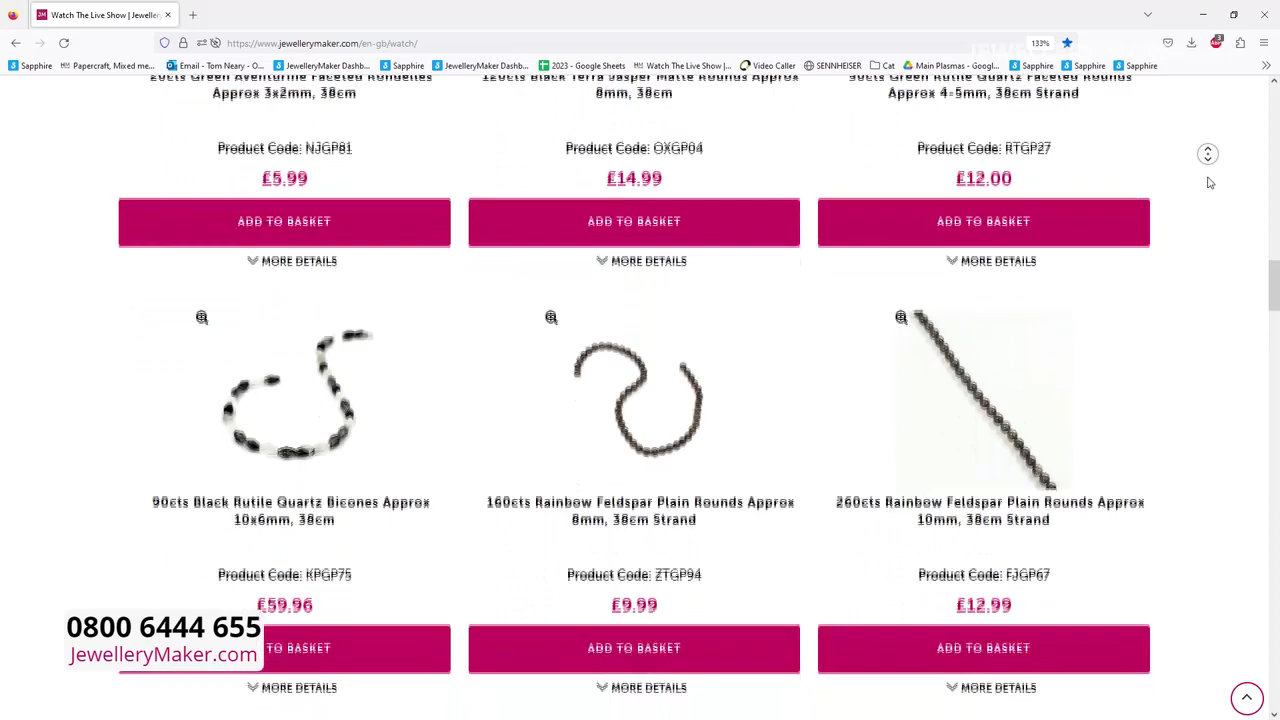 Watch The Live Show | Jewellery
https://www.jewellerymaker.com/en-gb/watch/
133%
3
Sapphire
Papercraft, Mixed me...
Email - Tom Neary - O...
JewelleryMaker Dashb...
Sapphire
JewelleryMaker Dashb...
2023 - Google Sheets
Watch The Live Show |...
Video Caller
SENNHEISER
Cat
Main Plasmas - Googl...
Sapphire
Sapphire
Sapphire
20cts Green Aventurine Faceted Rondelles
Approx 3x2mm, 38cm
Product Code: NJGP81
£5.99
ADD TO BASKET
MORE DETAILS
120cts Black Terra Jasper Matte Rounds Approx
8mm, 38cm
Product Code: OXGP04
£14.99
ADD TO BASKET
MORE DETAILS
90cts Green Rutile Quartz Faceted Rounds
Approx 4-5mm, 38cm Strand
Product Code: RTGP27
£12.00
ADD TO BASKET
MORE DETAILS
90cts Black Rutile Quartz Bicones Approx
10x6mm, 38cm
Product Code: KPGP75
£59.96
TO BASKET
MORE DETAILS
160cts Rainbow Feldspar Plain Rounds Approx
8mm, 38cm Strand
Product Code: ZTGP94
£9.99
ADD TO BASKET
MORE DETAILS
260cts Rainbow Feldspar Plain Rounds Approx
10mm, 38cm Strand
Product Code: FJGP67
£12.99
ADD TO BASKET
MORE DETAILS
0800 6444 655
JewelleryMaker.com